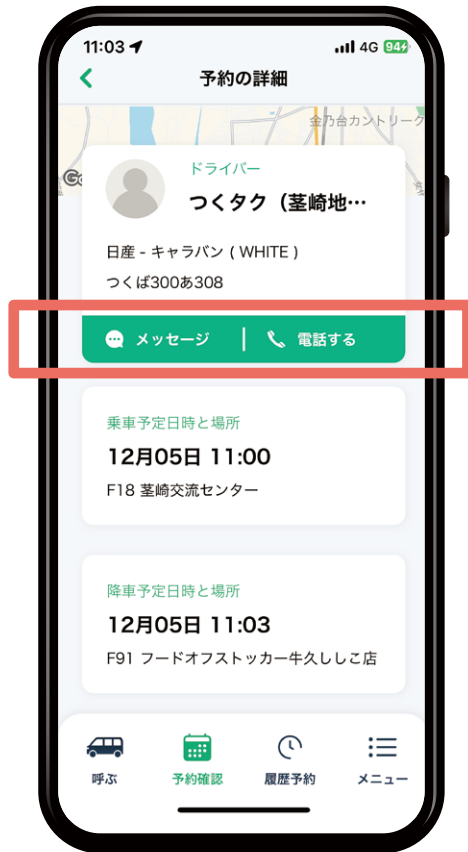 11:03
4G 94
予約の詳細
金乃台カントリーク
ドライバー
つくタク（茎崎地…
日産 - キャラバン ( WHITE )
つくば300あ308
メッセージ
電話する
乗車予定日時と場所
12月05日 11:00
F18 茎崎交流センター
降車予定日時と場所
12月05日 11:03
F91 フードオフストッカー牛久ししこ店
呼ぶ
予約確認
履歴予約
メニュー